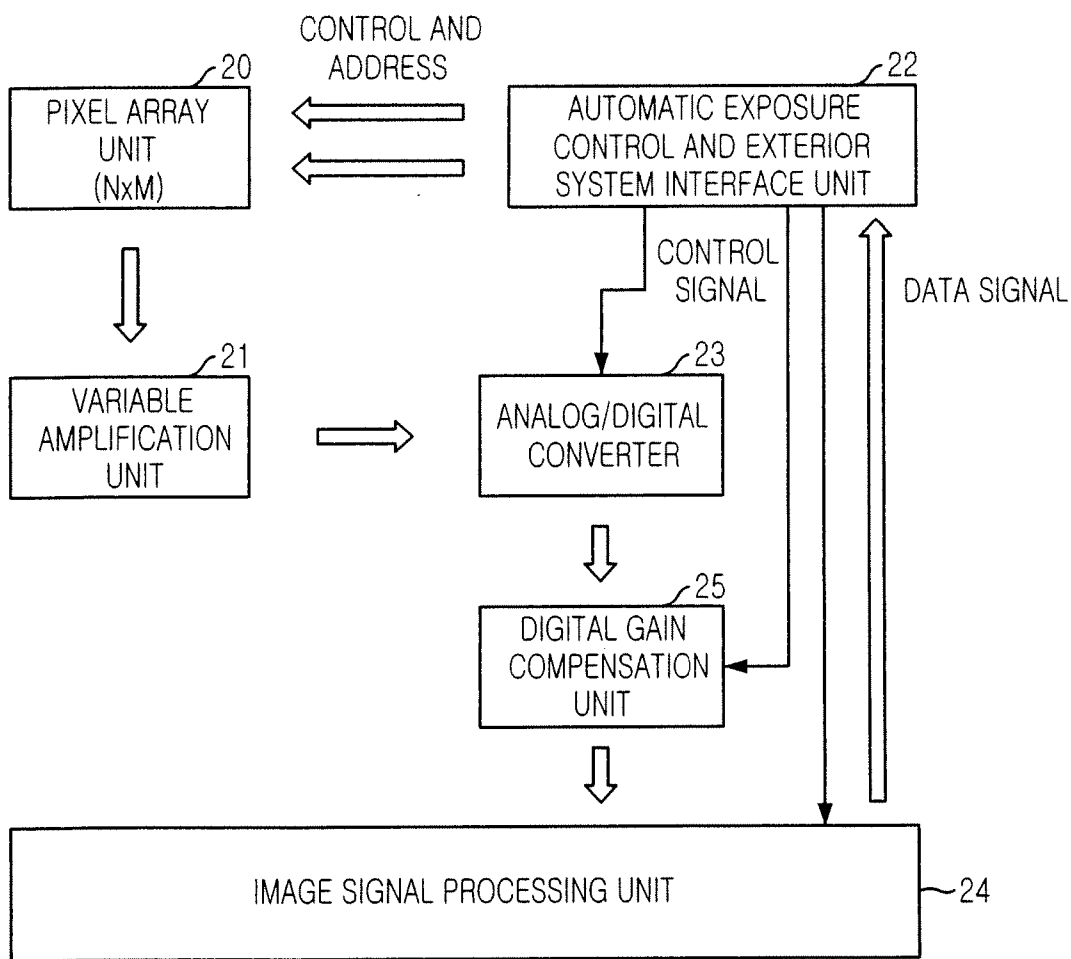 CONTROL AND
ADDRESS
20
PIXEL ARRAY
UNIT
(NxM)
22
AUTOMATIC EXPOSURE
CONTROL AND EXTERIOR
SYSTEM INTERFACE UNIT
CONTROL
SIGNAL
DATA SIGNAL
21
VARIABLE
AMPLIFICATION
UNIT
23
ANALOG/DIGITAL
CONVERTER
25
DIGITAL GAIN
COMPENSATION
UNIT
IMAGE SIGNAL PROCESSING UNIT
24